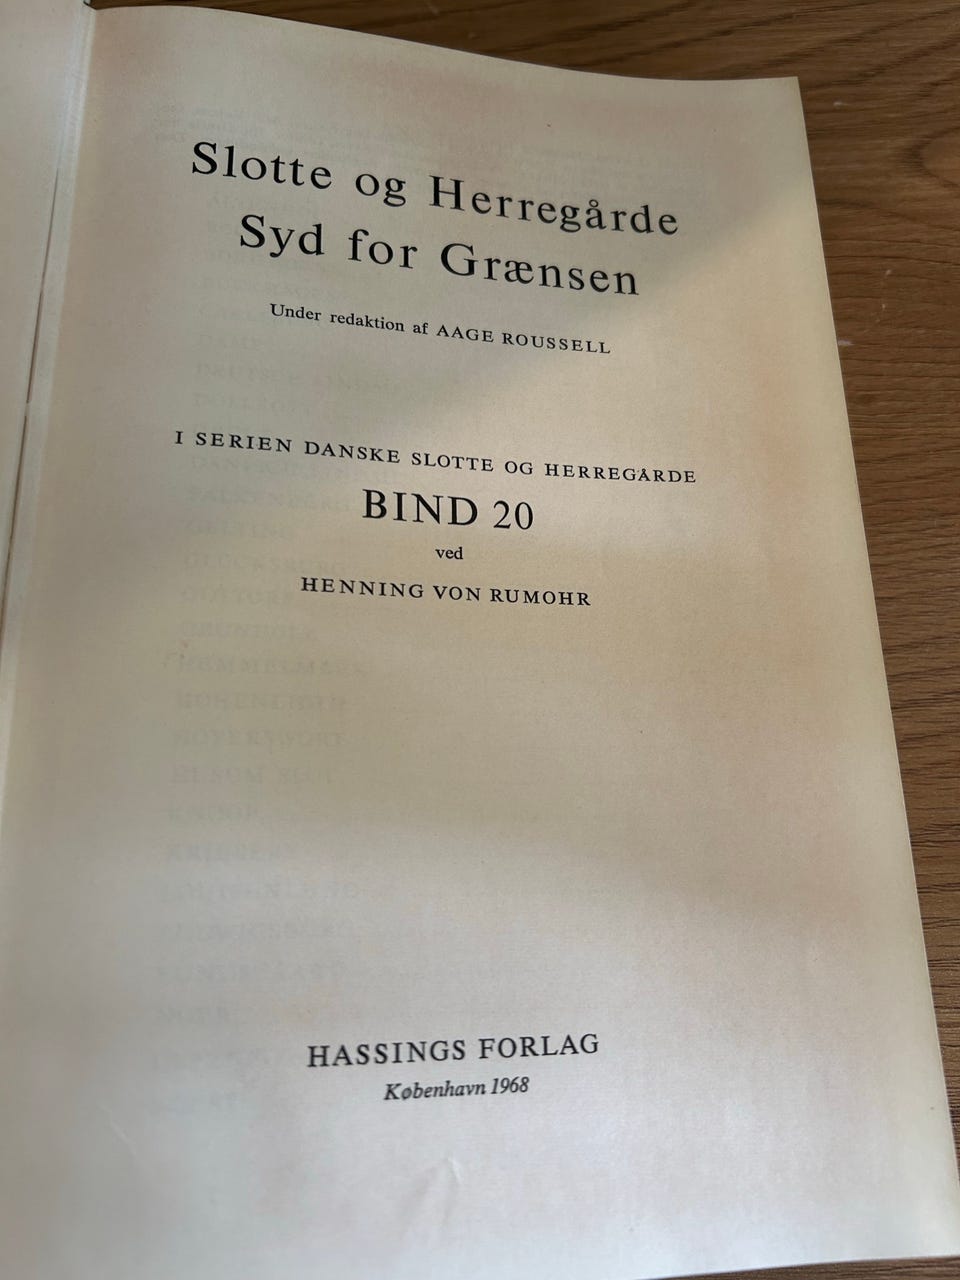 Slotte og Herregårde
Syd for Grænsen
Under redaktion af AAGE ROUSSELL
I SERIEN DANSKE SLOTTE OG HERREGÅRDE
BIND 20
ved
HENNING VON RUMOHR
HASSINGS FORLAG
København 1968